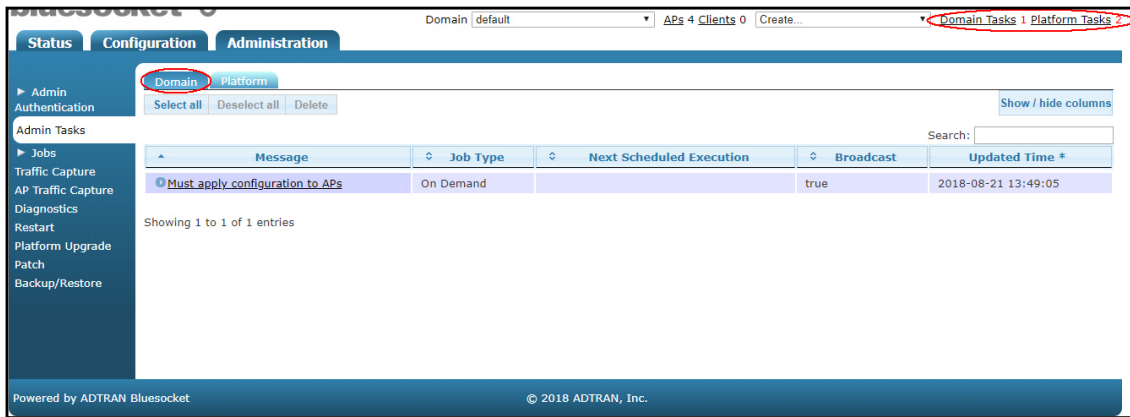 Domain default APs 4 Clients 0 Create... Domain Tasks 1 Platform Tasks 2
Status Configuration Administration
Domain Platform
Admin Authentication
Select all Deselect all Delete Show / hide columns
Admin Tasks
Search:
Jobs
Message Job Type Next Scheduled Execution Broadcast Updated Time *
Traffic Capture
Must apply configuration to APs On Demand true 2018-08-21 13:49:05
AP Traffic Capture
Diagnostics
Showing 1 to 1 of 1 entries
Restart
Platform Upgrade
Patch
Backup/Restore
Powered by ADTRAN Bluesocket © 2018 ADTRAN, Inc.